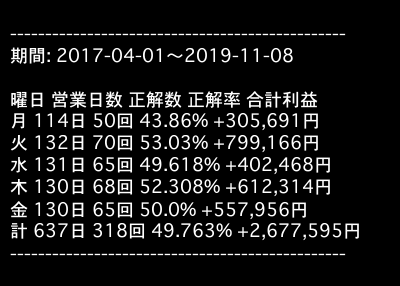 ------------------------------------------------
期間: 2017-04-01～2019-11-08
曜日 営業日数 正解数 正解率 合計利益
月 114日 50回 43.86% +305,691円
火 132日 70回 53.03% +799,166円
水 131日 65回 49.618% +402,468円
木 130日 68回 52.308% +612,314円
金 130日 65回 50.0% +557,956円
計 637日 318回 49.763% +2,677,595円
------------------------------------------------